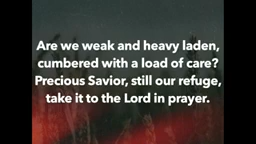 Are we weak and heavy laden,
cumbered with a load of care?
Precious Savior, still our refuge,
take it to the Lord in prayer.